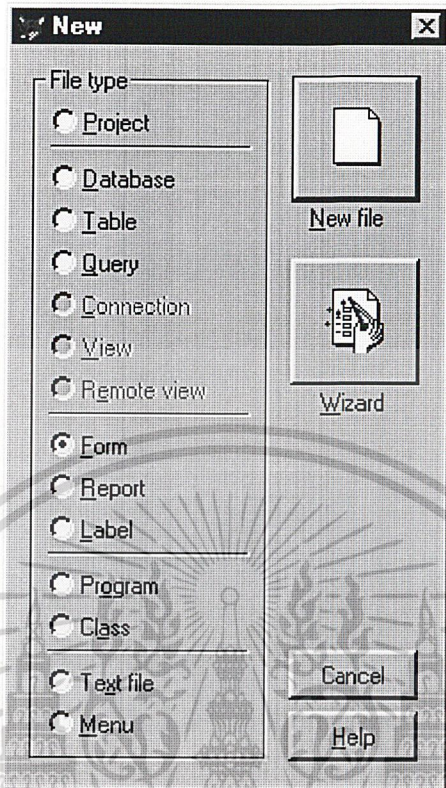 New
File type
Project
Database
Table
Query
Connection
View
Remote view
Form
Report
Label
Program
Class
Text file
Menu
New file
Wizard
Cancel
Help